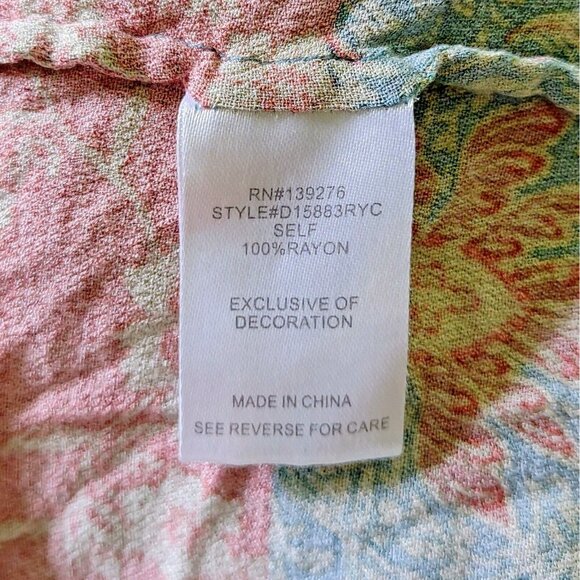 RN#139276
STYLE#D15883RYC
SELF
100%RAYON
EXCLUSIVE OF
DECORATION
MADE IN CHINA
SEE REVERSE FOR CARE